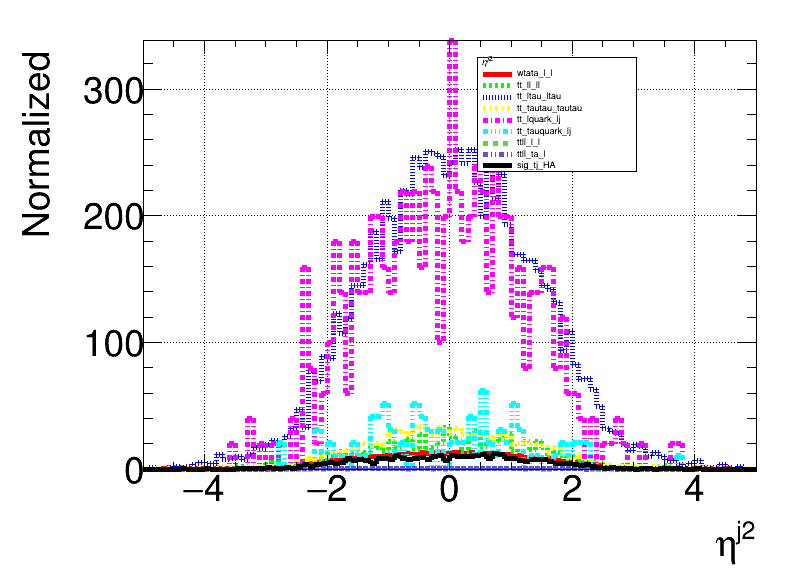 Normalized
300
200
100
0
−4 −2 0 2 4
η^j2
η^j2
wtata_l_l
tt_ll_ll
tt_ltau_ltau
tt_tautau_tautau
tt_lquark_lj
tt_tauquark_lj
ttll_l_l
ttll_ta_l
sig_tj_HA